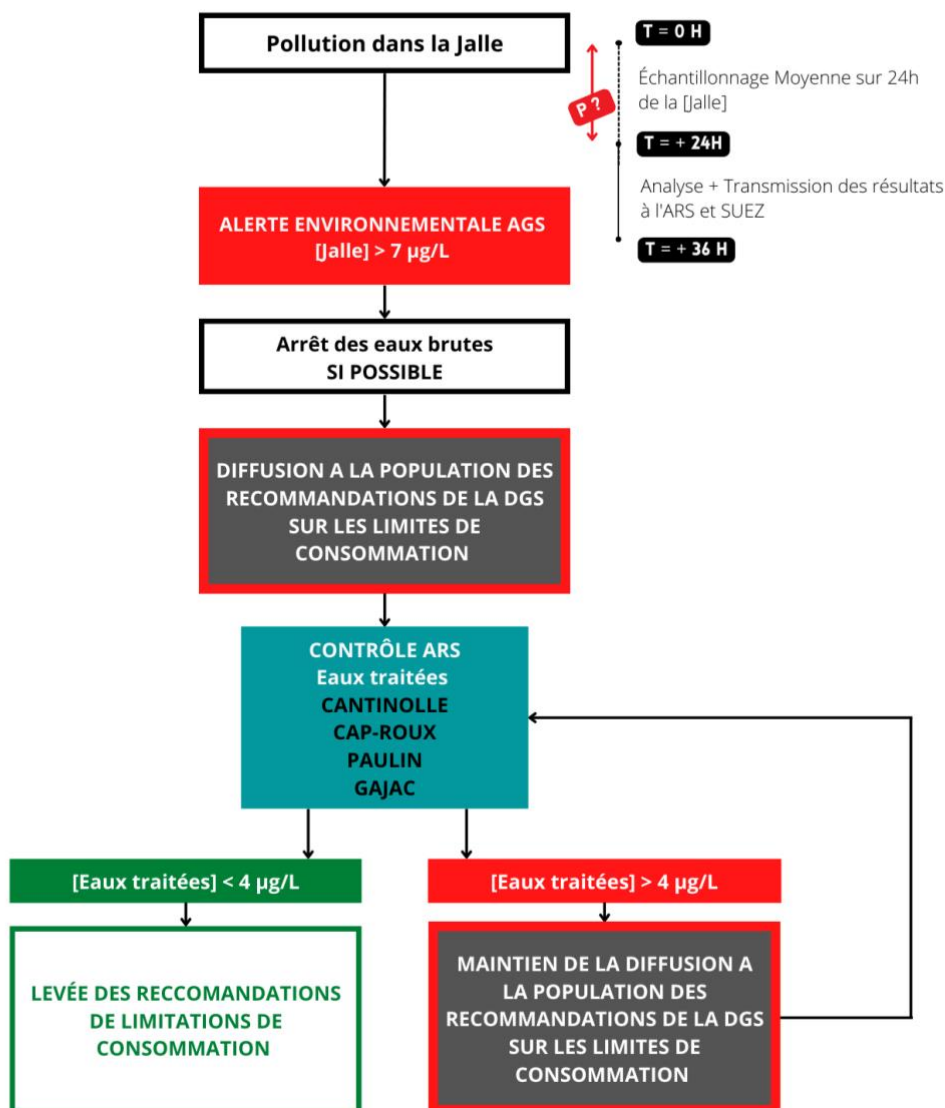 Pollution dans la Jalle
T = 0 H
Échantillonnage Moyenne sur 24h
de la [Jalle]
P ?
T = + 24H
Analyse + Transmission des résultats
à l'ARS et SUEZ
T = + 36 H
ALERTE ENVIRONNEMENTALE AGS
[Jalle] > 7 µg/L
Arrêt des eaux brutes
SI POSSIBLE
DIFFUSION A LA POPULATION DES
RECOMMANDATIONS DE LA DGS
SUR LES LIMITES DE
CONSOMMATION
CONTRÔLE ARS
Eaux traitées
CANTINOLLE
CAP-ROUX
PAULIN
GAJAC
[Eaux traitées] < 4 µg/L
LEVÉE DES RECCOMANDATIONS
DE LIMITATIONS DE
CONSOMMATION
[Eaux traitées] > 4 µg/L
MAINTIEN DE LA DIFFUSION A
LA POPULATION DES
RECOMMANDATIONS DE LA DGS
SUR LES LIMITES DE
CONSOMMATION